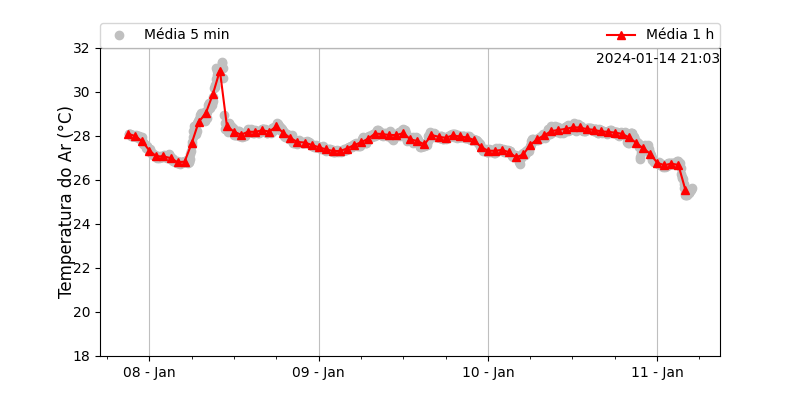 Média 5 min
Média 1 h
2024-01-14 21:03
Temperatura do Ar (°C)
32
30
28
26
24
22
20
18
08 - Jan
09 - Jan
10 - Jan
11 - Jan